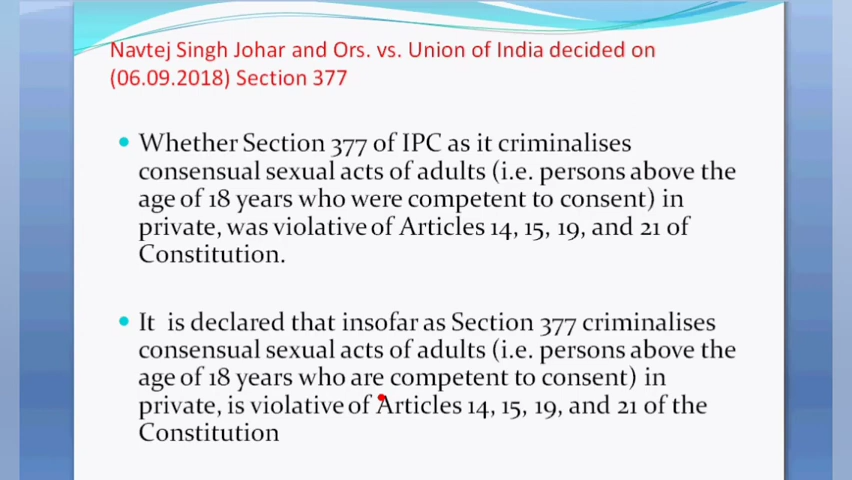 Navtej Singh Johar and Ors. vs. Union of India decided on
(06.09.2018) Section 377
• Whether Section 377 of IPC as it criminalises
consensual sexual acts of adults (i.e. persons above the
age of 18 years who were competent to consent) in
private, was violative of Articles 14, 15, 19, and 21 of
Constitution.
• It is declared that insofar as Section 377 criminalises
consensual sexual acts of adults (i.e. persons above the
age of 18 years who are competent to consent) in
private, is violative of Articles 14, 15, 19, and 21 of the
Constitution